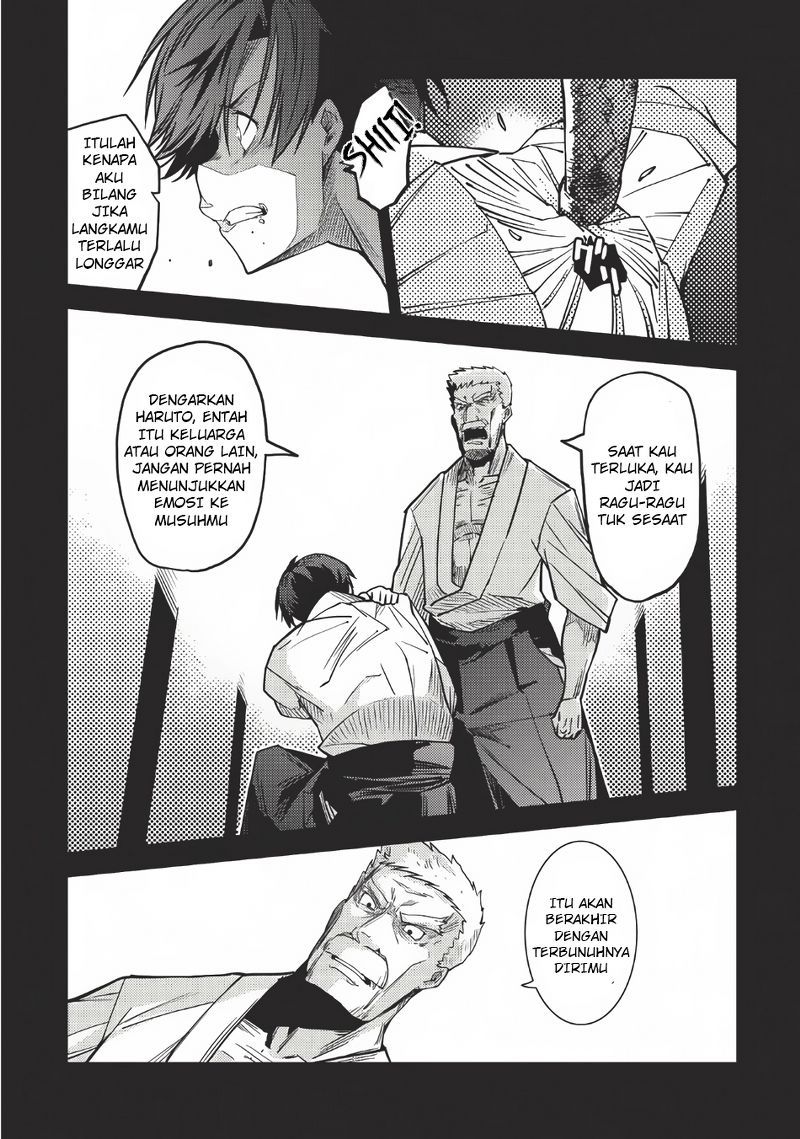 SHIT!!
ITULAH
KENAPA
AKU
BILANG
JIKA
LANGKAMU
TERLALU
LONGGAR
SAAT KAU
TERLUKA, KAU
JADI
RAGU-RAGU
TUK SESAAT
DENGARKAN
HARUTO, ENTAH
ITU KELUARGA
ATAU ORANG LAIN,
JANGAN PERNAH
MENUNJUKKAN
EMOSI KE
MUSUHMU
ITU AKAN
BERAKHIR
DENGAN
TERBUNUHNYA
DIRIMU